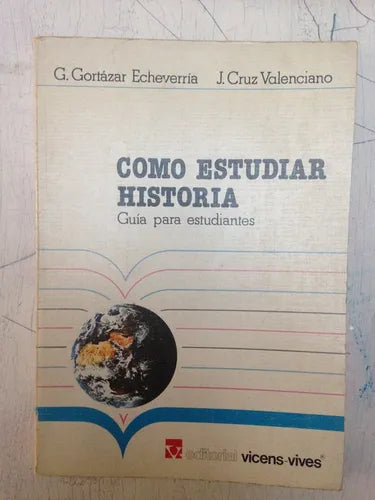 G. Gortázar Echeverría J. Cruz Valenciano
COMO ESTUDIAR
HISTORIA
Guía para estudiantes
editorial vicens-vives®